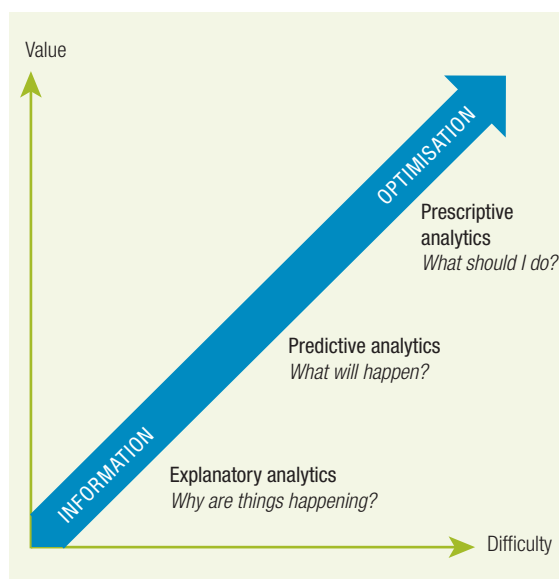 Value
OPTIMISATION
Prescriptive
analytics
What should I do?
Predictive analytics
What will happen?
INFORMATION
Explanatory analytics
Why are things happening?
Difficulty